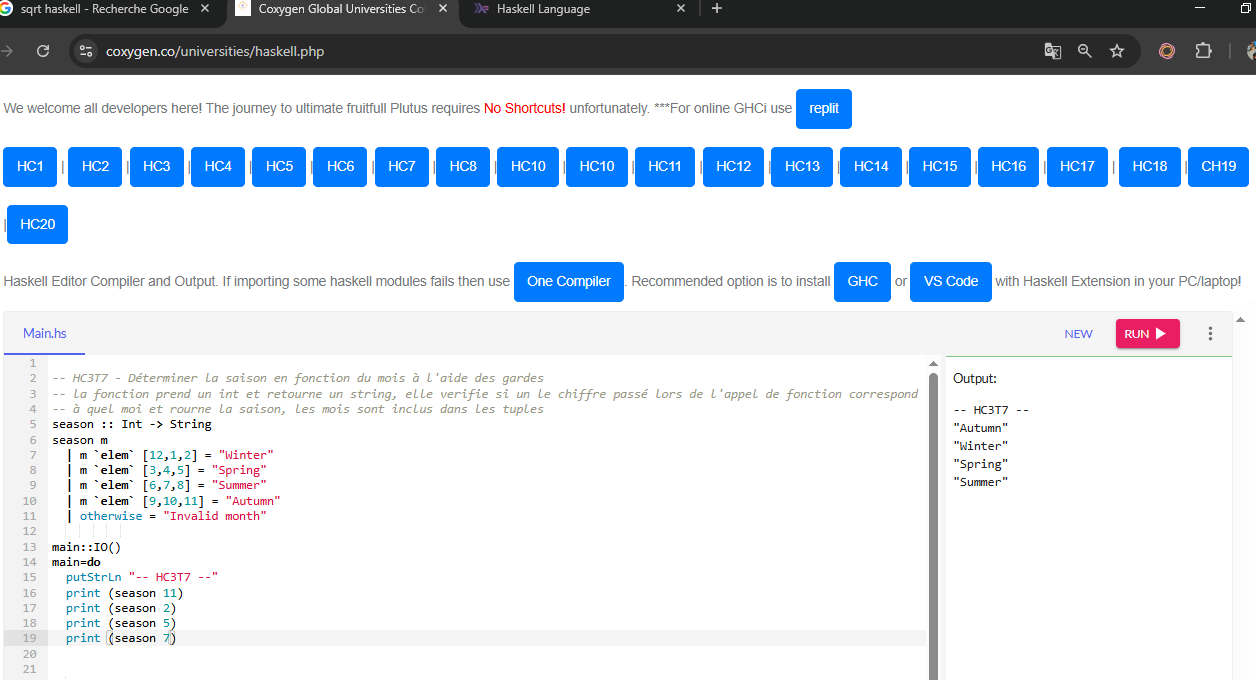 sqrt haskell - Recherche Google
Coxygen Global Universities Co
Haskell Language
coxygen.co/universities/haskell.php
We welcome all developers here! The journey to ultimate fruitfull Plutus requires No Shortcuts! unfortunately. ***For online GHCi use replit
HC1 | HC2 | HC3 | HC4 | HC5 | HC6 | HC7 | HC8 | HC10 | HC10 | HC11 | HC12 | HC13 | HC14 | HC15 | HC16 | HC17 | HC18 | CH19
| HC20
Haskell Editor Compiler and Output. If importing some haskell modules fails then use One Compiler. Recommended option is to install GHC or VS Code with Haskell Extension in your PC/laptop!
Main.hs
NEW
RUN
1
2 -- HC3T7 - Déterminer la saison en fonction du mois à l'aide des gardes
3 -- la fonction prend un int et retourne un string, elle verifie si un le chiffre passé lors de l'appel de fonction correspond
4 -- à quel moi et rourne la saison, les mois sont inclus dans les tuples
5 season :: Int -> String
6 season m
7 | m `elem` [12,1,2] = "Winter"
8 | m `elem` [3,4,5] = "Spring"
9 | m `elem` [6,7,8] = "Summer"
10 | m `elem` [9,10,11] = "Autumn"
11 | otherwise = "Invalid month"
12
13 main::IO()
14 main=do
15 putStrLn "-- HC3T7 --"
16 print (season 11)
17 print (season 2)
18 print (season 5)
19 print (season 7)
20
21
Output:
-- HC3T7 --
"Autumn"
"Winter"
"Spring"
"Summer"